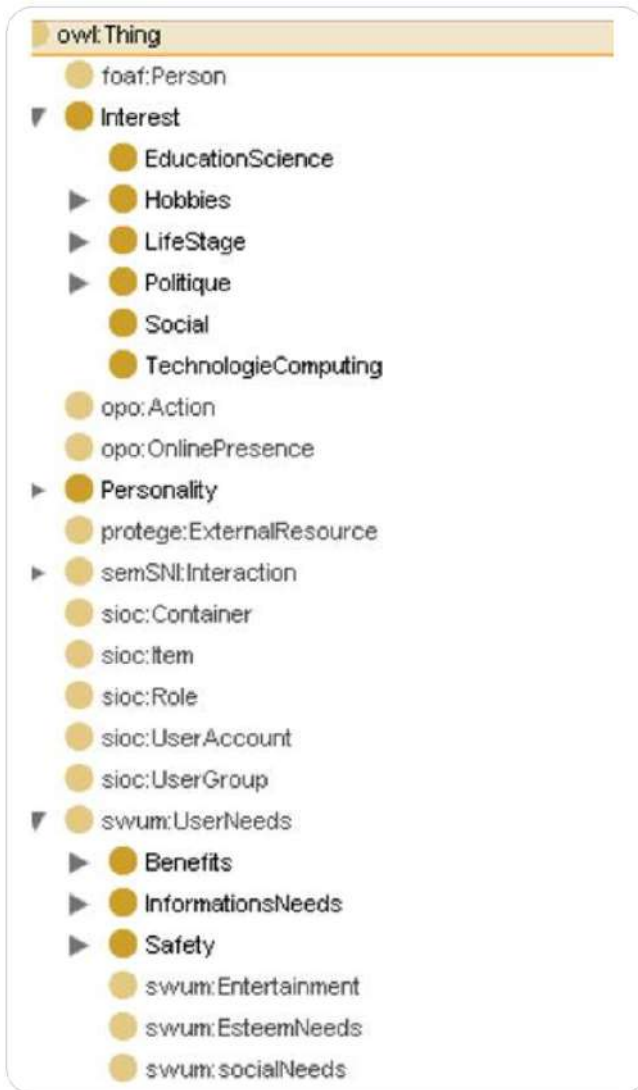 owl:Thing
foaf:Person
Interest
EducationScience
Hobbies
LifeStage
Politique
Social
TechnologieComputing
opo:Action
opo:OnlinePresence
Personality
protege:ExternalResource
semSNI:Interaction
sioc:Container
sioc:Item
sioc:Role
sioc:UserAccount
sioc:UserGroup
swum:UserNeeds
Benefits
InformationsNeeds
Safety
swum:Entertainment
swum:EsteemNeeds
swum:socialNeeds